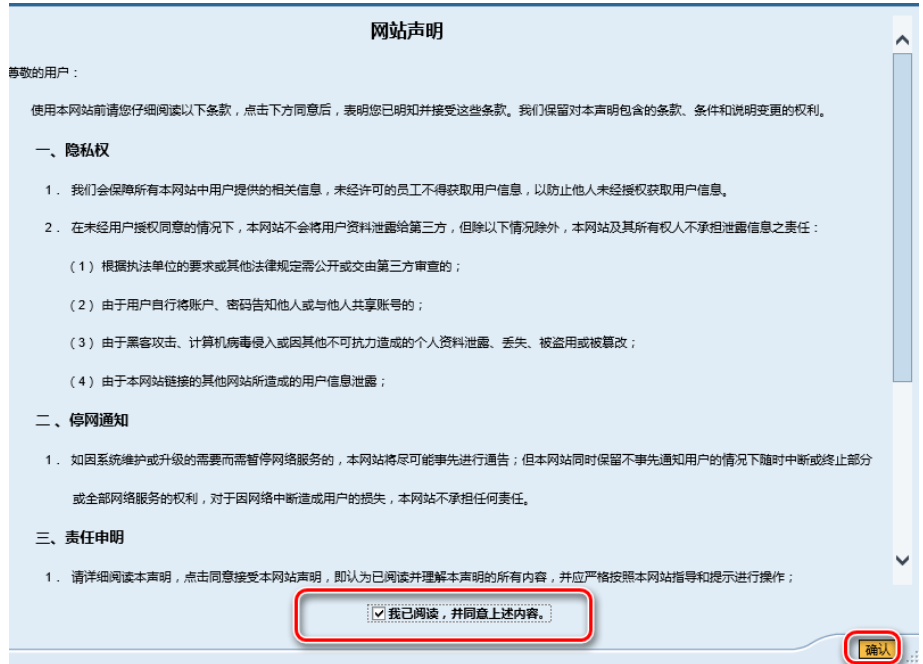 网站声明
尊敬的用户：
使用本网站前请您仔细阅读以下条款，点击下方同意后，表明您已明知并接受这些条款。我们保留对本声明包含的条款、条件和说明变更的权利。
一、隐私权
1. 我们会保障所有本网站中用户提供的相关信息，未经许可的员工不得获取用户信息，以防止他人未经授权获取用户信息。
2. 在未经用户授权同意的情况下，本网站不会将用户资料泄露给第三方，但除以下情况除外，本网站及其所有权人不承担泄露信息之责任：
（1）根据执法单位的要求或其他法律规定需公开或交由第三方审查的；
（2）由于用户自行将账户、密码告知他人或与他人共享账号的；
（3）由于黑客攻击、计算机病毒侵入或因其他不可抗力造成的个人资料泄露、丢失、被盗用或被篡改；
（4）由于本网站链接的其他网站所造成的用户信息泄露；
二、停网通知
1. 如因系统维护或升级的需要而需暂停网络服务的，本网站将尽可能事先进行通告；但本网站同时保留不事先通知用户的情况下随时中断或终止部分
或全部网络服务的权利，对于因网络中断造成用户的损失，本网站不承担任何责任。
三、责任申明
1. 请详细阅读本声明，点击同意接受本网站声明，即认为已阅读并理解本声明的所有内容，并应严格按照本网站指导和提示进行操作；
我已阅读，并同意上述内容。
确认